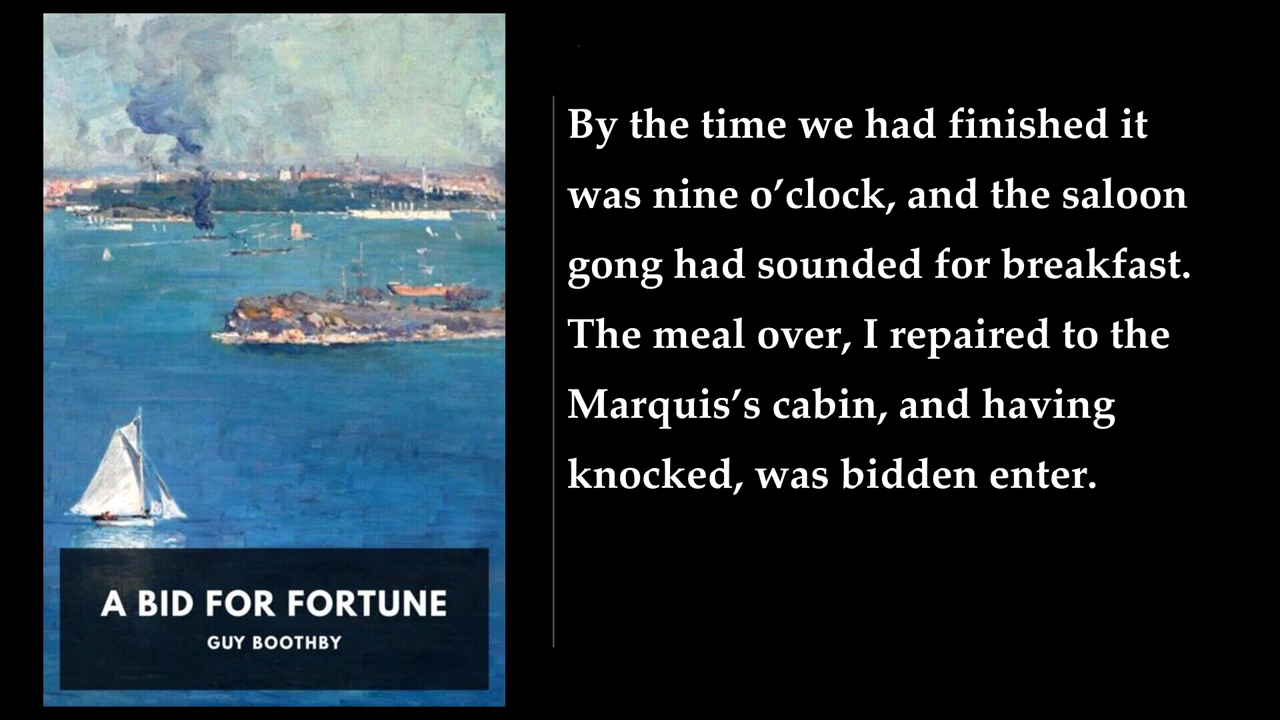 A BID FOR FORTUNE
GUY BOOTHBY
By the time we had finished it
was nine o’clock, and the saloon
gong had sounded for breakfast.
The meal over, I repaired to the
Marquis’s cabin, and having
knocked, was bidden enter.